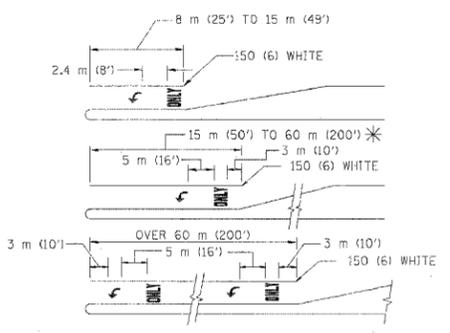 8 m (25') TO 15 m (49')
150 (6) WHITE
2.4 m (8')
ONLY
15 m (50') TO 60 m (200') *
5 m (16')
3 m (10')
150 (6) WHITE
ONLY
OVER 60 m (200')
3 m (10')
5 m (16')
3 m (10')
150 (6) WHITE
ONLY
ONLY